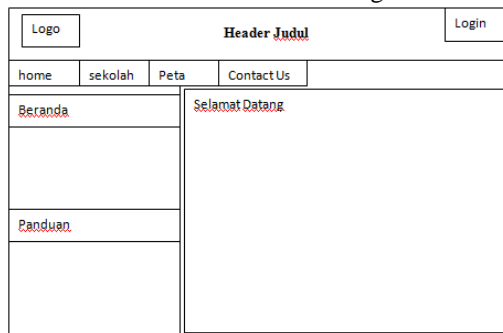 Logo
Header Judul
Login
home sekolah Peta Contact Us
Beranda
Selamat Datang
Panduan